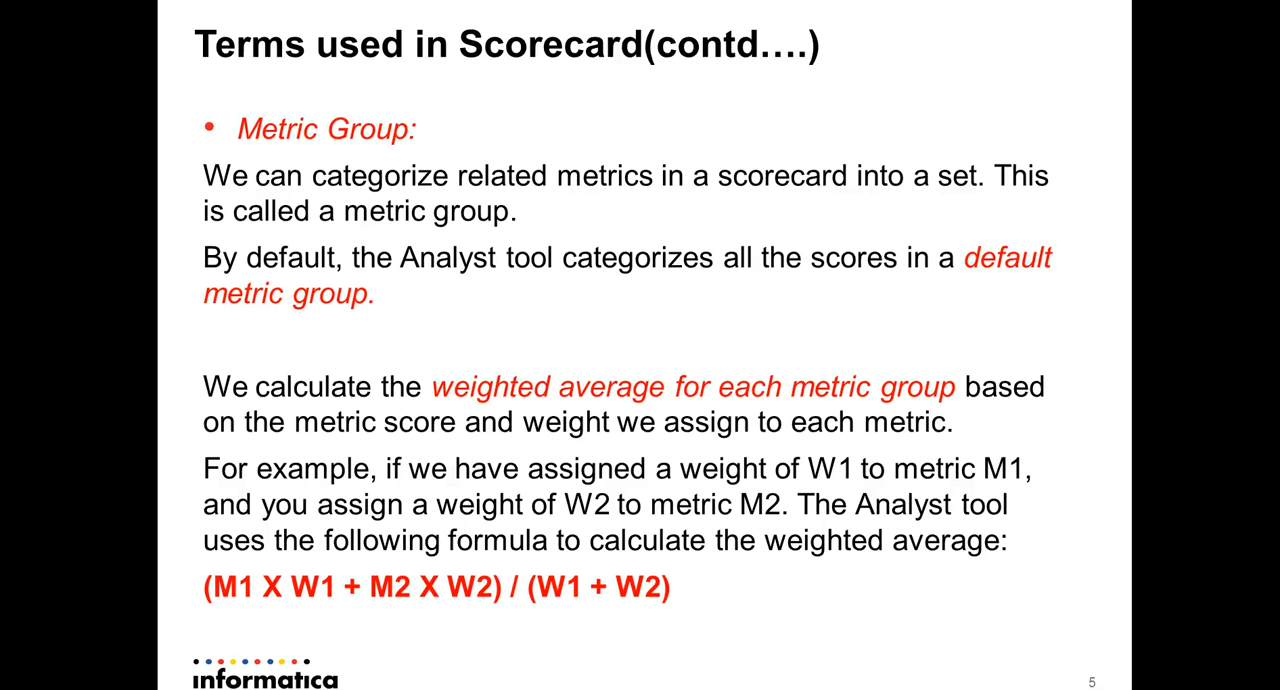 Terms used in Scorecard(contd….)
• Metric Group:
We can categorize related metrics in a scorecard into a set. This
is called a metric group.
By default, the Analyst tool categorizes all the scores in a default
metric group.
We calculate the weighted average for each metric group based
on the metric score and weight we assign to each metric.
For example, if we have assigned a weight of W1 to metric M1,
and you assign a weight of W2 to metric M2. The Analyst tool
uses the following formula to calculate the weighted average:
(M1 X W1 + M2 X W2) / (W1 + W2)
informatica
5